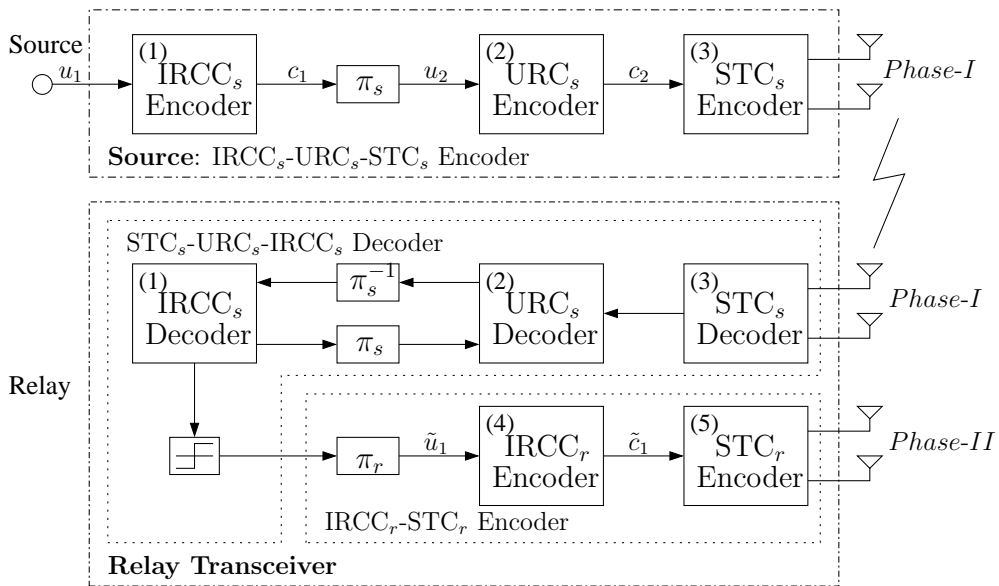 Source
u₁
(1)
IRCCₛ
Encoder
c₁
πₛ
u₂
(2)
URCₛ
Encoder
c₂
(3)
STCₛ
Encoder
Phase-I
Source: IRCCₛ-URCₛ-STCₛ Encoder
STCₛ-URCₛ-IRCCₛ Decoder
(1)
IRCCₛ
Decoder
πₛ⁻¹
πₛ
(2)
URCₛ
Decoder
(3)
STCₛ
Decoder
Phase-I
Relay
πᵣ
ũ₁
(4)
IRCCᵣ
Encoder
c̃₁
(5)
STCᵣ
Encoder
Phase-II
IRCCᵣ-STCᵣ Encoder
Relay Transceiver